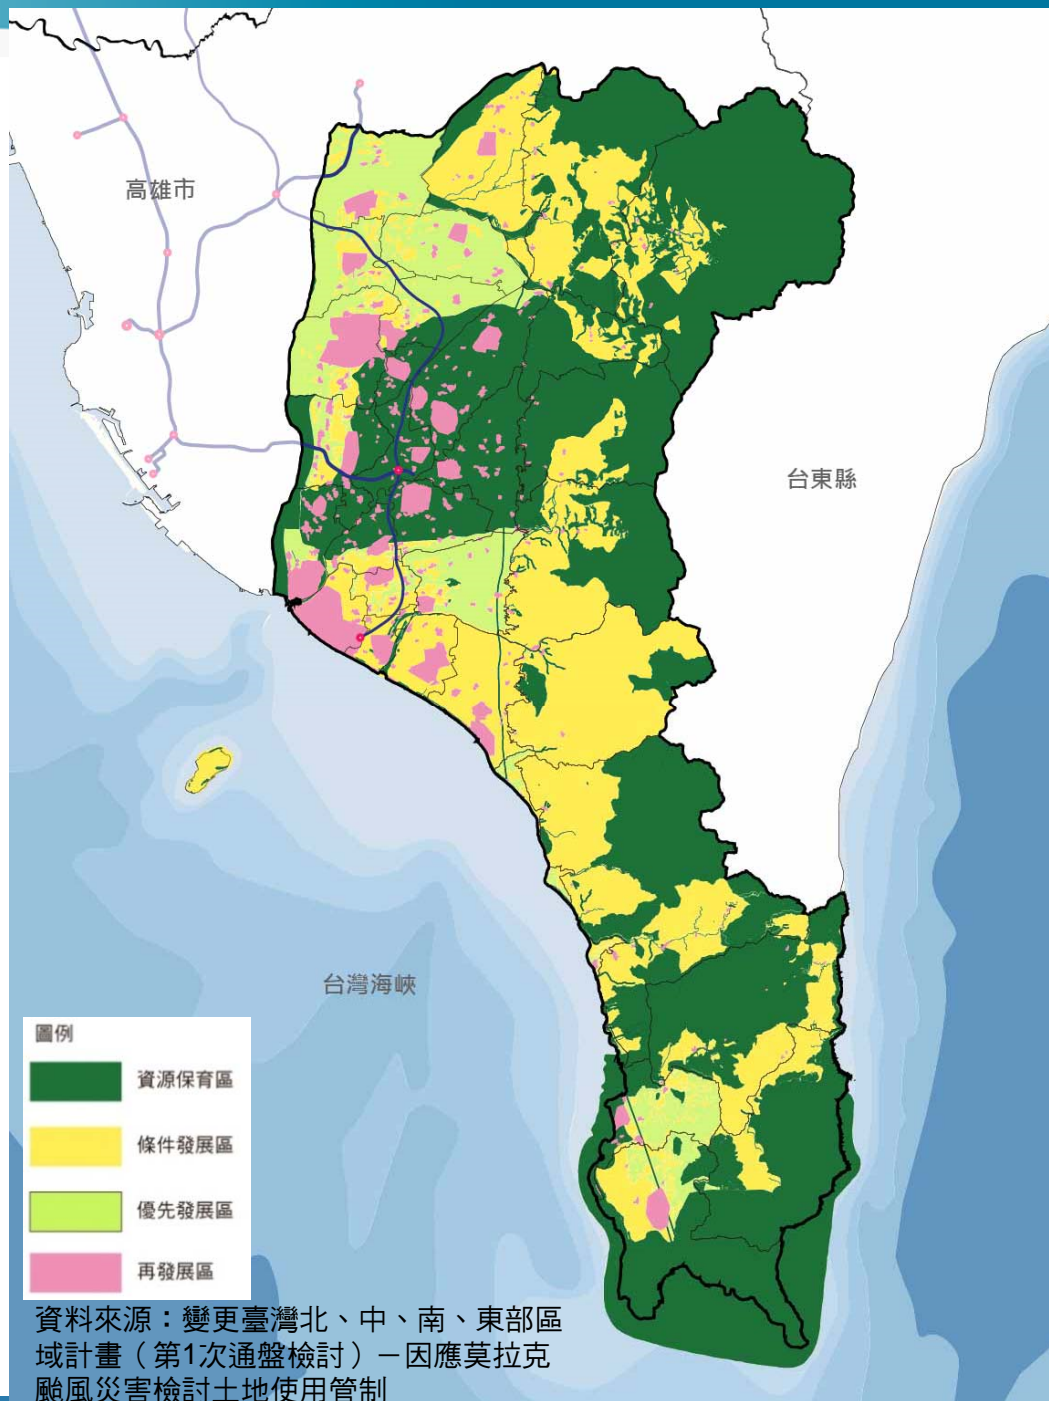 高雄市
台東縣
台灣海峽
圖例
資源保育區
條件發展區
優先發展區
再發展區
資料來源：變更臺灣北、中、南、東部區
域計畫（第1次通盤檢討）－因應莫拉克
颱風災害檢討土地使用管制